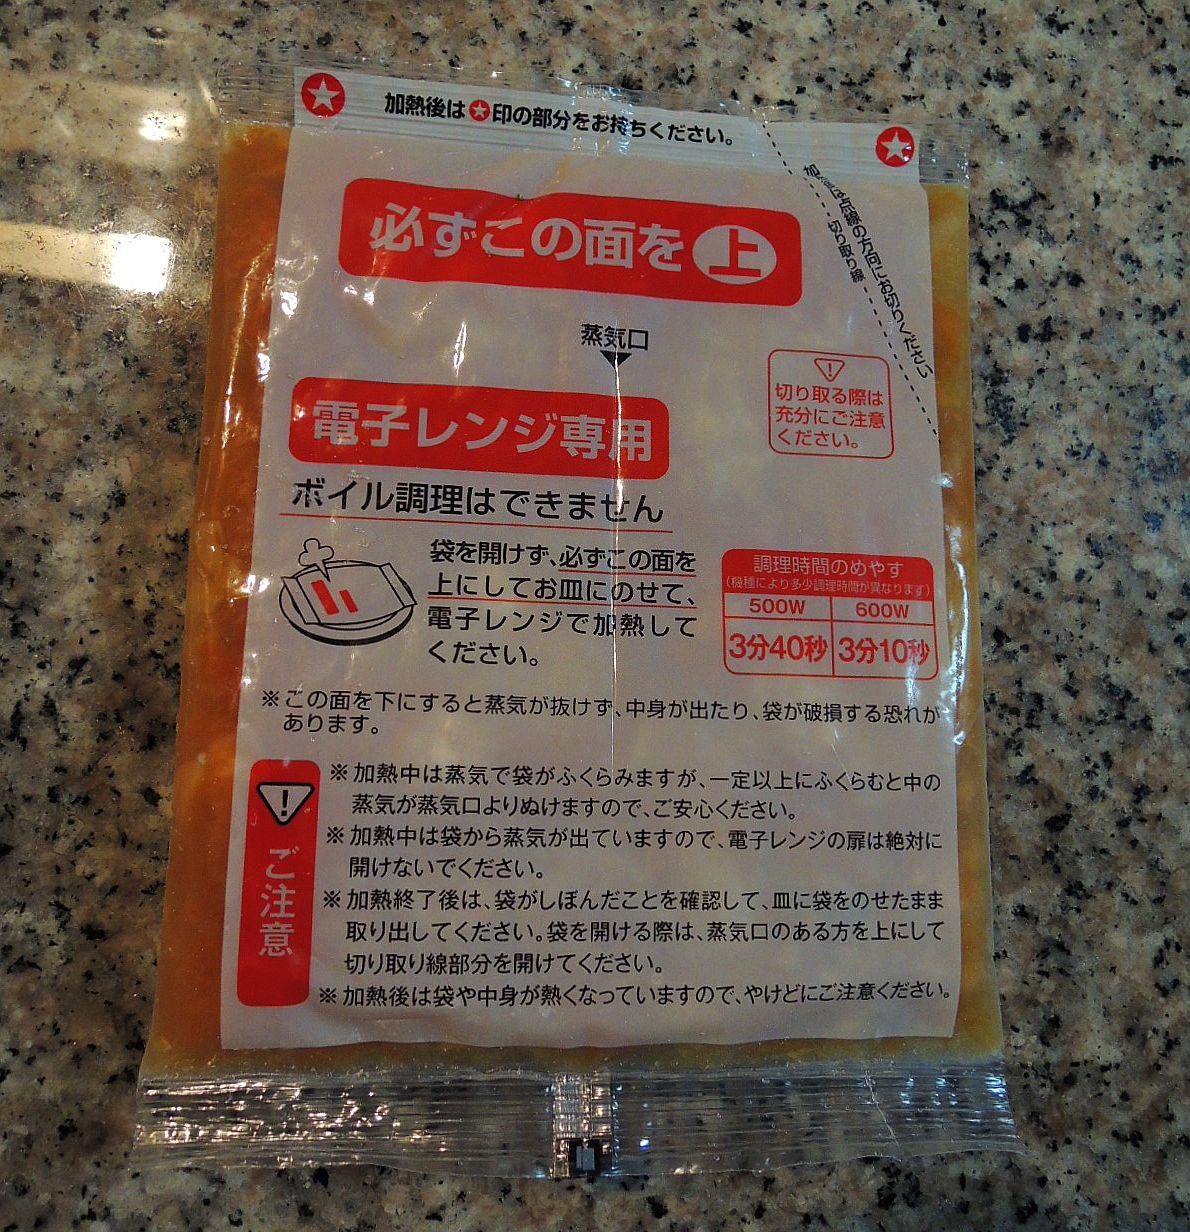 加熱後は★印の部分をお持ちください。
加熱後は点線の方向にお切りください
切り取り線
必ずこの面を上
蒸気口
切り取る際は
充分にご注意
ください。
電子レンジ専用
ボイル調理はできません
袋を開けず、必ずこの面を
上にしてお皿にのせて、
電子レンジで加熱して
ください。
調理時間のめやす
(機種により多少調理時間が異なります)
500W 600W
3分40秒 3分10秒
※この面を下にすると蒸気が抜けず、中身が出たり、袋が破損する恐れが
あります。
ご注意
※加熱中は蒸気で袋がふくらみますが、一定以上にふくらむと中の
蒸気が蒸気口よりぬけますので、ご安心ください。
※加熱中は袋から蒸気が出ていますので、電子レンジの扉は絶対に
開けないでください。
※加熱終了後は、袋がしぼんだことを確認して、皿に袋をのせたまま
取り出してください。袋を開ける際は、蒸気口のある方を上にして
切り取り線部分を開けてください。
※加熱後は袋や中身が熱くなっていますので、やけどにご注意ください。